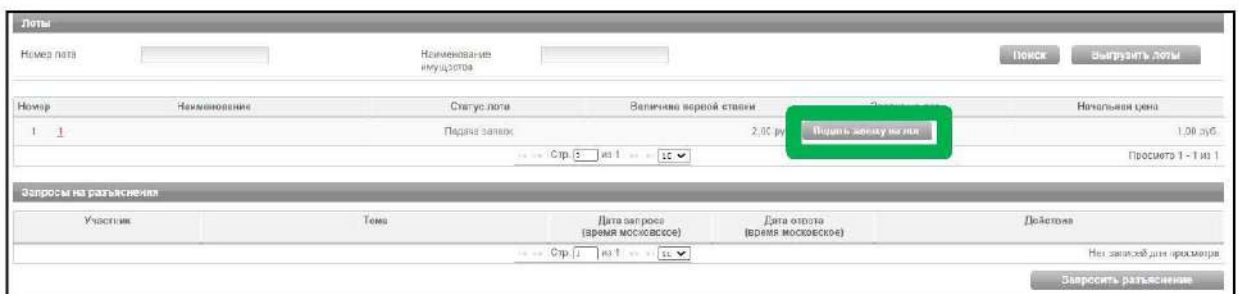 Лоты
Номер лота
Наименование
имущества
Поиск
Выгрузить лоты
Номер Наименование Статус лота Величина первой ставки Начальная цена
1 1 Подача заявок 2,00 ру Подать заявку на лот 1,00 руб.
Стр. из 1 10 Просмотр 1 - 1 из 1
Запросы на разъяснения
Участник Тема Дата запроса
(время московское) Дата ответа
(время московское) Действия
Стр. 1 из 1 10 Нет записей для просмотра
Запросить разъяснение